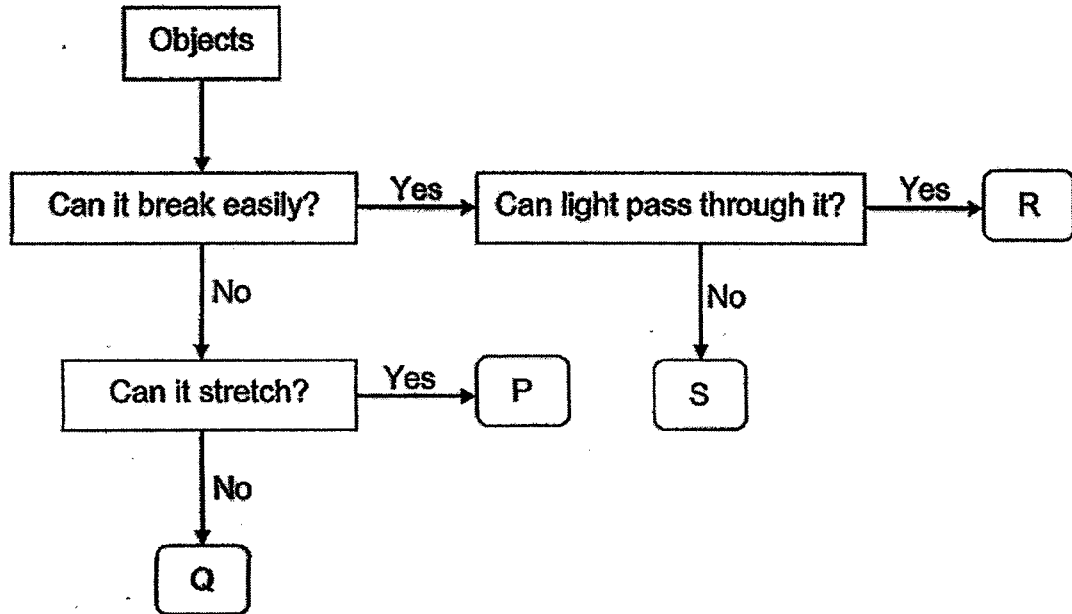 Objects
Can it break easily?
Yes
Can light pass through it?
Yes
R
No
No
Can it stretch?
Yes
P
S
No
Q